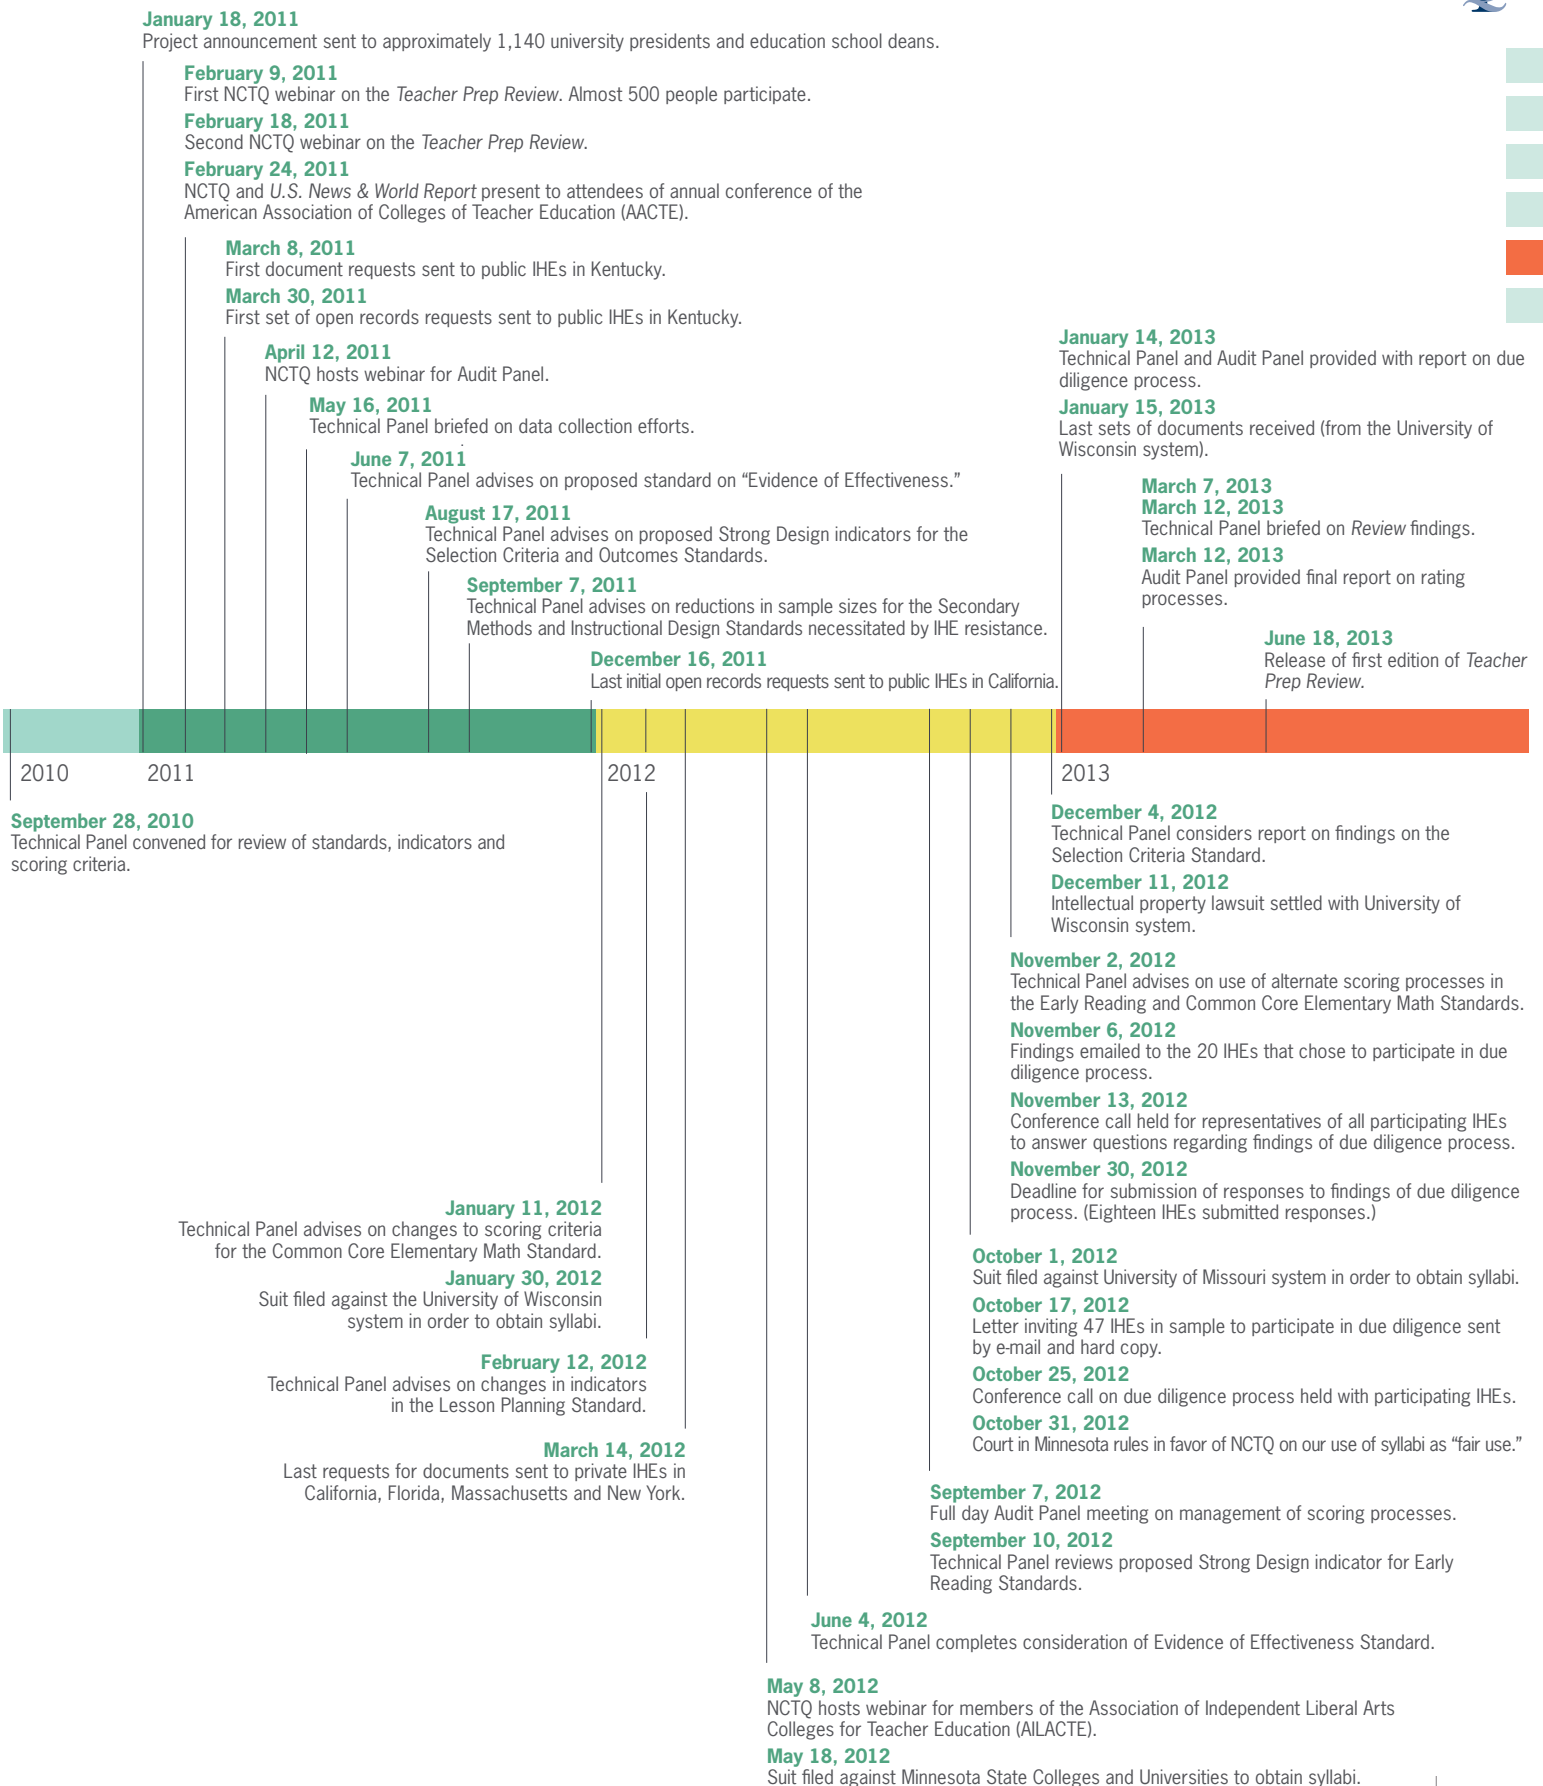 January 18, 2011
Project announcement sent to approximately 1,140 university presidents and education school deans.
February 9, 2011
First NCTQ webinar on the Teacher Prep Review. Almost 500 people participate.
February 18, 2011
Second NCTQ webinar on the Teacher Prep Review.
February 24, 2011
NCTQ and U.S. News & World Report present to attendees of annual conference of the
American Association of Colleges of Teacher Education (AACTE).
March 8, 2011
First document requests sent to public IHEs in Kentucky.
March 30, 2011
First set of open records requests sent to public IHEs in Kentucky.
April 12, 2011
NCTQ hosts webinar for Audit Panel.
May 16, 2011
Technical Panel briefed on data collection efforts.
June 7, 2011
Technical Panel advises on proposed standard on “Evidence of Effectiveness.”
August 17, 2011
Technical Panel advises on proposed Strong Design indicators for the
Selection Criteria and Outcomes Standards.
September 7, 2011
Technical Panel advises on reductions in sample sizes for the Secondary
Methods and Instructional Design Standards necessitated by IHE resistance.
December 16, 2011
Last initial open records requests sent to public IHEs in California.
January 14, 2013
Technical Panel and Audit Panel provided with report on due
diligence process.
January 15, 2013
Last sets of documents received (from the University of
Wisconsin system).
March 7, 2013
March 12, 2013
Technical Panel briefed on Review findings.
March 12, 2013
Audit Panel provided final report on rating
processes.
June 18, 2013
Release of first edition of Teacher
Prep Review.
2010
2011
2012
2013
September 28, 2010
Technical Panel convened for review of standards, indicators and
scoring criteria.
January 11, 2012
Technical Panel advises on changes to scoring criteria
for the Common Core Elementary Math Standard.
January 30, 2012
Suit filed against the University of Wisconsin
system in order to obtain syllabi.
February 12, 2012
Technical Panel advises on changes in indicators
in the Lesson Planning Standard.
March 14, 2012
Last requests for documents sent to private IHEs in
California, Florida, Massachusetts and New York.
December 4, 2012
Technical Panel considers report on findings on the
Selection Criteria Standard.
December 11, 2012
Intellectual property lawsuit settled with University of
Wisconsin system.
November 2, 2012
Technical Panel advises on use of alternate scoring processes in
the Early Reading and Common Core Elementary Math Standards.
November 6, 2012
Findings emailed to the 20 IHEs that chose to participate in due
diligence process.
November 13, 2012
Conference call held for representatives of all participating IHEs
to answer questions regarding findings of due diligence process.
November 30, 2012
Deadline for submission of responses to findings of due diligence
process. (Eighteen IHEs submitted responses.)
October 1, 2012
Suit filed against University of Missouri system in order to obtain syllabi.
October 17, 2012
Letter inviting 47 IHEs in sample to participate in due diligence sent
by e-mail and hard copy.
October 25, 2012
Conference call on due diligence process held with participating IHEs.
October 31, 2012
Court in Minnesota rules in favor of NCTQ on our use of syllabi as “fair use.”
September 7, 2012
Full day Audit Panel meeting on management of scoring processes.
September 10, 2012
Technical Panel reviews proposed Strong Design indicator for Early
Reading Standards.
June 4, 2012
Technical Panel completes consideration of Evidence of Effectiveness Standard.
May 8, 2012
NCTQ hosts webinar for members of the Association of Independent Liberal Arts
Colleges for Teacher Education (AILACTE).
May 18, 2012
Suit filed against Minnesota State Colleges and Universities to obtain syllabi.